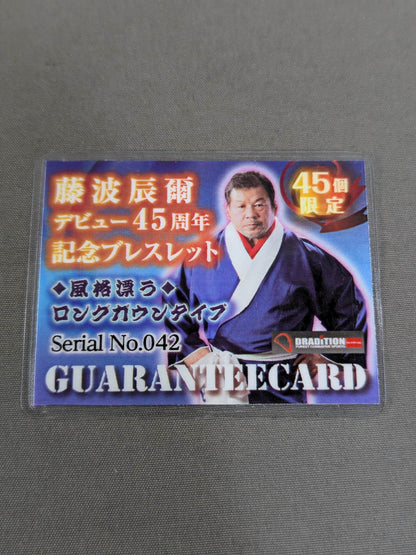 藤波辰爾
45個
限定
デビュー45周年
記念ブレスレット
◆風格漂う◆
ロングガウンタイプ
Serial No.042
DRADITION
GUARANTEECARD